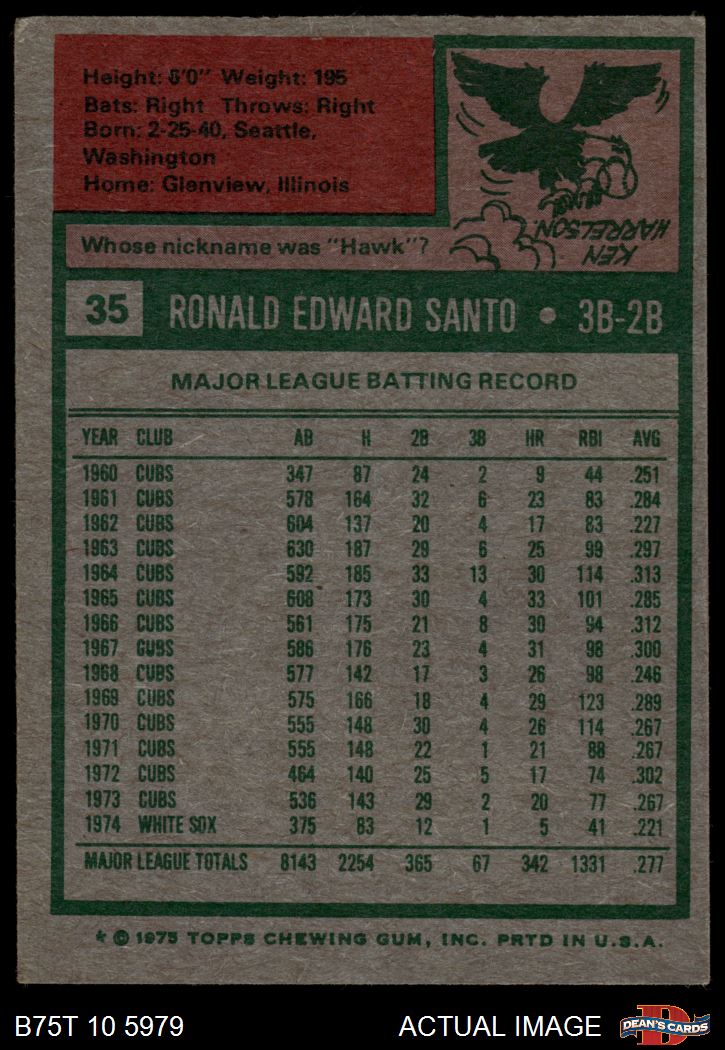 Height: 6'0" Weight: 195
Bats: Right Throws: Right
Born: 2-25-40, Seattle,
Washington
Home: Glenview, Illinois
Whose nickname was "Hawk"?
KEN
HARRELSON
35 RONALD EDWARD SANTO • 3B-2B
MAJOR LEAGUE BATTING RECORD
YEAR CLUB AB H 2B 3B HR RBI AVG
1960 CUBS 347 87 24 2 9 44 .251
1961 CUBS 578 164 32 6 23 83 .284
1962 CUBS 604 137 20 4 17 83 .227
1963 CUBS 630 187 29 6 25 99 .297
1964 CUBS 592 185 33 13 30 114 .313
1965 CUBS 608 173 30 4 33 101 .285
1966 CUBS 561 175 21 8 30 94 .312
1967 CUBS 586 176 23 4 31 98 .300
1968 CUBS 577 142 17 3 26 98 .246
1969 CUBS 575 166 18 4 29 123 .289
1970 CUBS 555 148 30 4 26 114 .267
1971 CUBS 555 148 22 1 21 88 .267
1972 CUBS 464 140 25 5 17 74 .302
1973 CUBS 536 143 29 2 20 77 .267
1974 WHITE SOX 375 83 12 1 5 41 .221
MAJOR LEAGUE TOTALS 8143 2254 365 67 342 1331 .277
* © 1975 TOPPS CHEWING GUM, INC. PRTD IN U.S.A.
B75T 10 5979 ACTUAL IMAGE DEAN'S CARDS